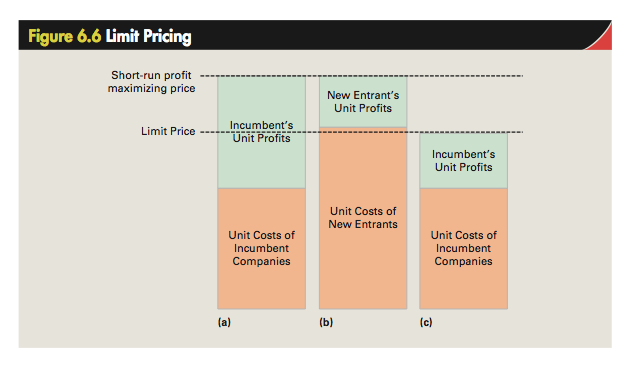 Figure 6.6 Limit Pricing
Short-run profit
maximizing price
Limit Price
Incumbent's
Unit Profits
Unit Costs of
Incumbent
Companies
New Entrant's
Unit Profits
Unit Costs of
New Entrants
Incumbent's
Unit Profits
Unit Costs of
Incumbent
Companies
(a)
(b)
(c)